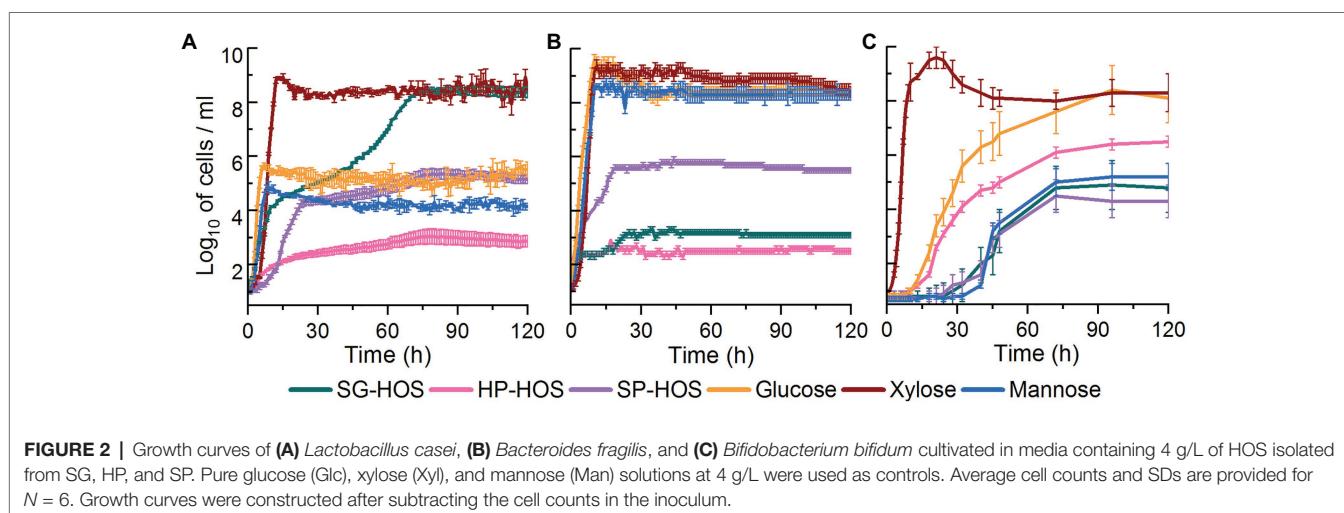 A
B
C
10
8
6
4
2
Log10 of cells / ml
0 30 60 90 120
0 30 60 90 120
0 30 60 90 120
Time (h)
Time (h)
Time (h)
SG-HOS HP-HOS SP-HOS Glucose Xylose Mannose
FIGURE 2 | Growth curves of (A) Lactobacillus casei, (B) Bacteroides fragilis, and (C) Bifidobacterium bifidum cultivated in media containing 4 g/L of HOS isolated
from SG, HP, and SP. Pure glucose (Glc), xylose (Xyl), and mannose (Man) solutions at 4 g/L were used as controls. Average cell counts and SDs are provided for
N = 6. Growth curves were constructed after subtracting the cell counts in the inoculum.